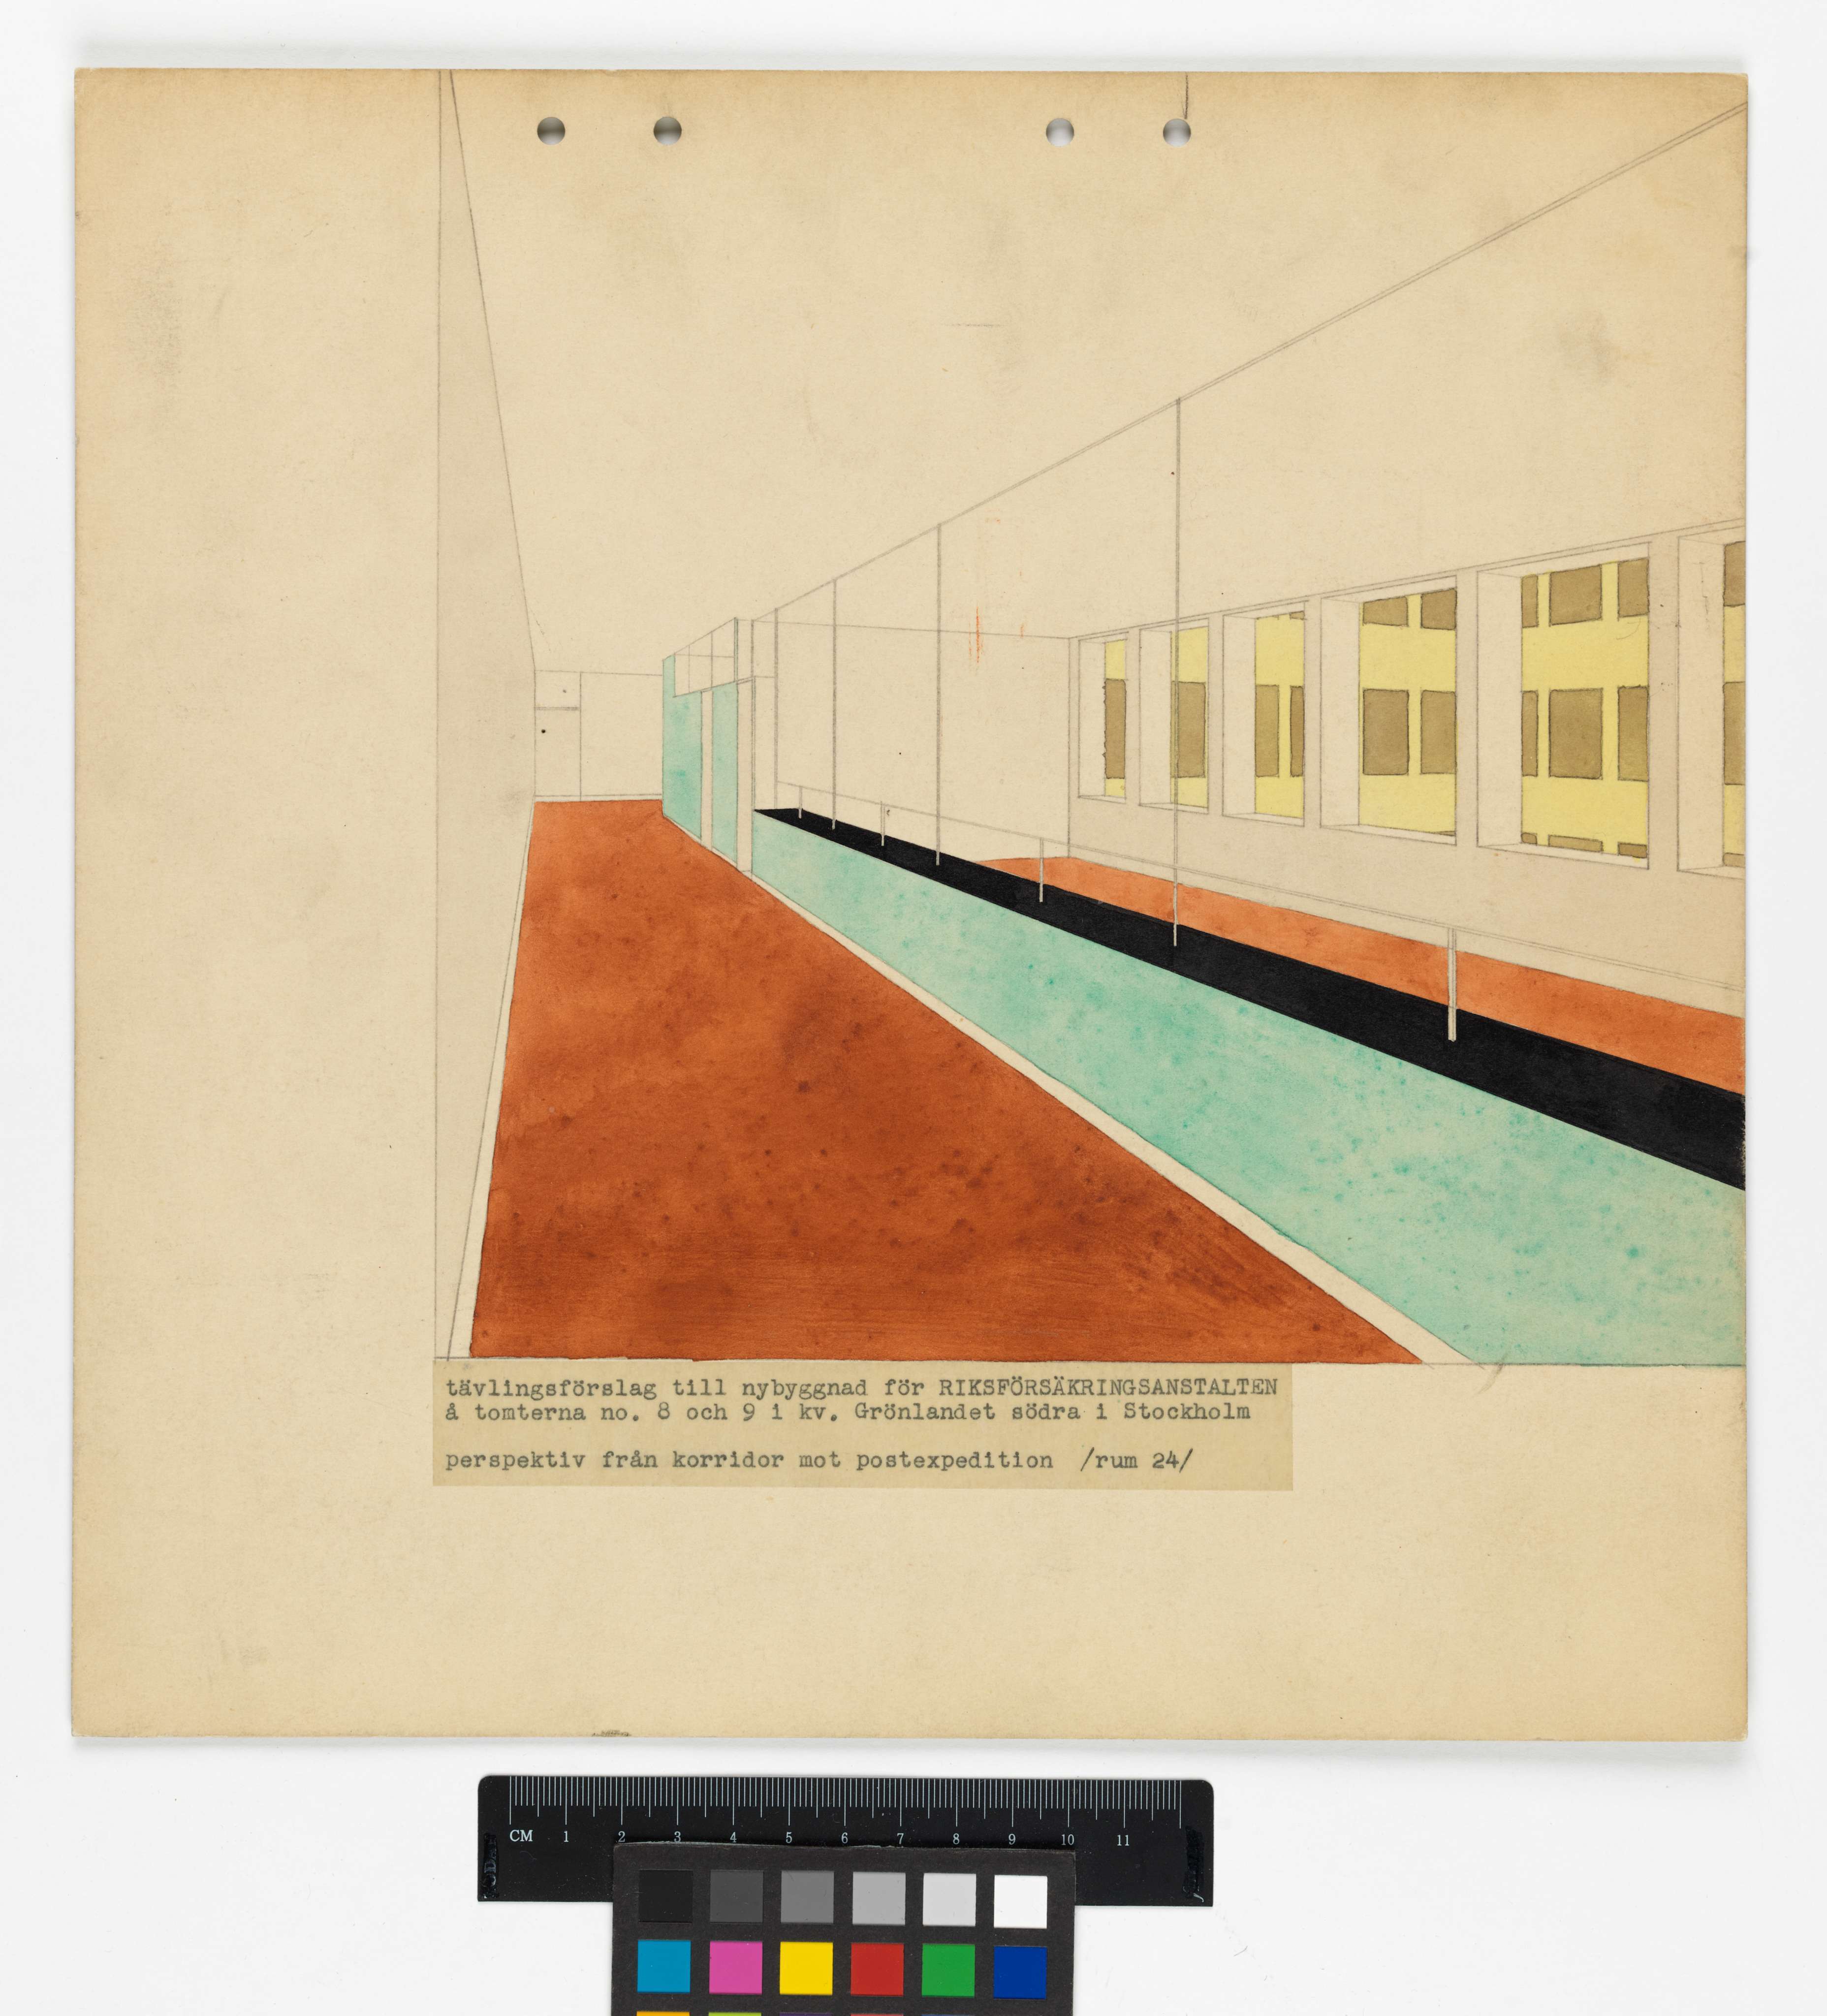 tävlingsförslag till nybyggnad för RIKSFÖRSÄKRINGSANSTALTEN
å tomterna no. 8 och 9 i kv. Grönlandet södra i Stockholm
perspektiv från korridor mot postexpedition /rum 24/
CM 1 2 3 4 5 6 7 8 9 10 11